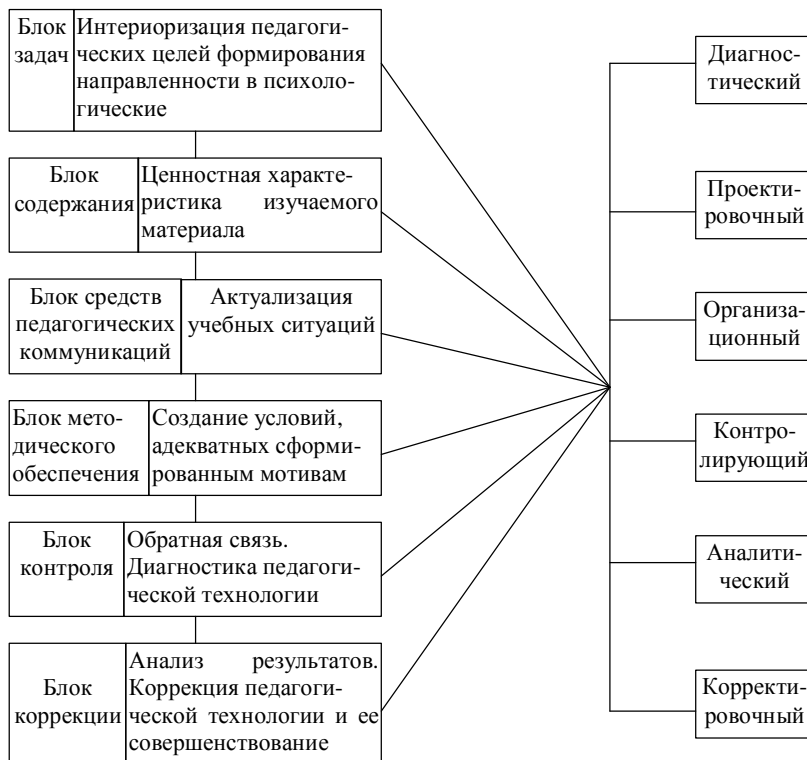 Блок
задач
Интериоризация педагоги-
ческих целей формирования
направленности в психоло-
гические
Блок
содержания
Ценностная характе-
ристика изучаемого
материала
Блок средств
педагогических
коммуникаций
Актуализация
учебных ситуаций
Блок мето-
дического
обеспечения
Создание условий,
адекватных сформи-
рованным мотивам
Блок
контроля
Обратная связь.
Диагностика педагоги-
ческой технологии
Блок
коррекции
Анализ результатов.
Коррекция педагоги-
ческой технологии и ее
совершенствование
Диагнос-
тический
Проекти-
ровочный
Организа-
ционный
Контро-
лирующий
Аналити-
ческий
Корректи-
ровочный